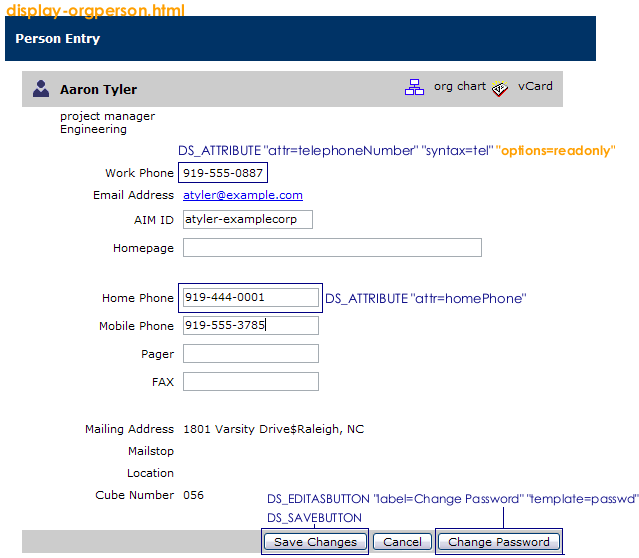 display-orgperson.html
Person Entry
Aaron Tyler
org chart
vCard
project manager
Engineering
DS_ATTRIBUTE "attr=telephoneNumber" "syntax=tel" "options=readonly"
Work Phone 919-555-0887
Email Address atyler@example.com
AIM ID atyler-examplecorp
Homepage
Home Phone 919-444-0001 DS_ATTRIBUTE "attr=homePhone"
Mobile Phone 919-555-3785
Pager
FAX
Mailing Address 1801 Varsity Drive$Raleigh, NC
Mailstop
Location
Cube Number 056
DS_EDITASBUTTON "label=Change Password" "template=passwd"
DS_SAVEBUTTON
Save Changes Cancel Change Password